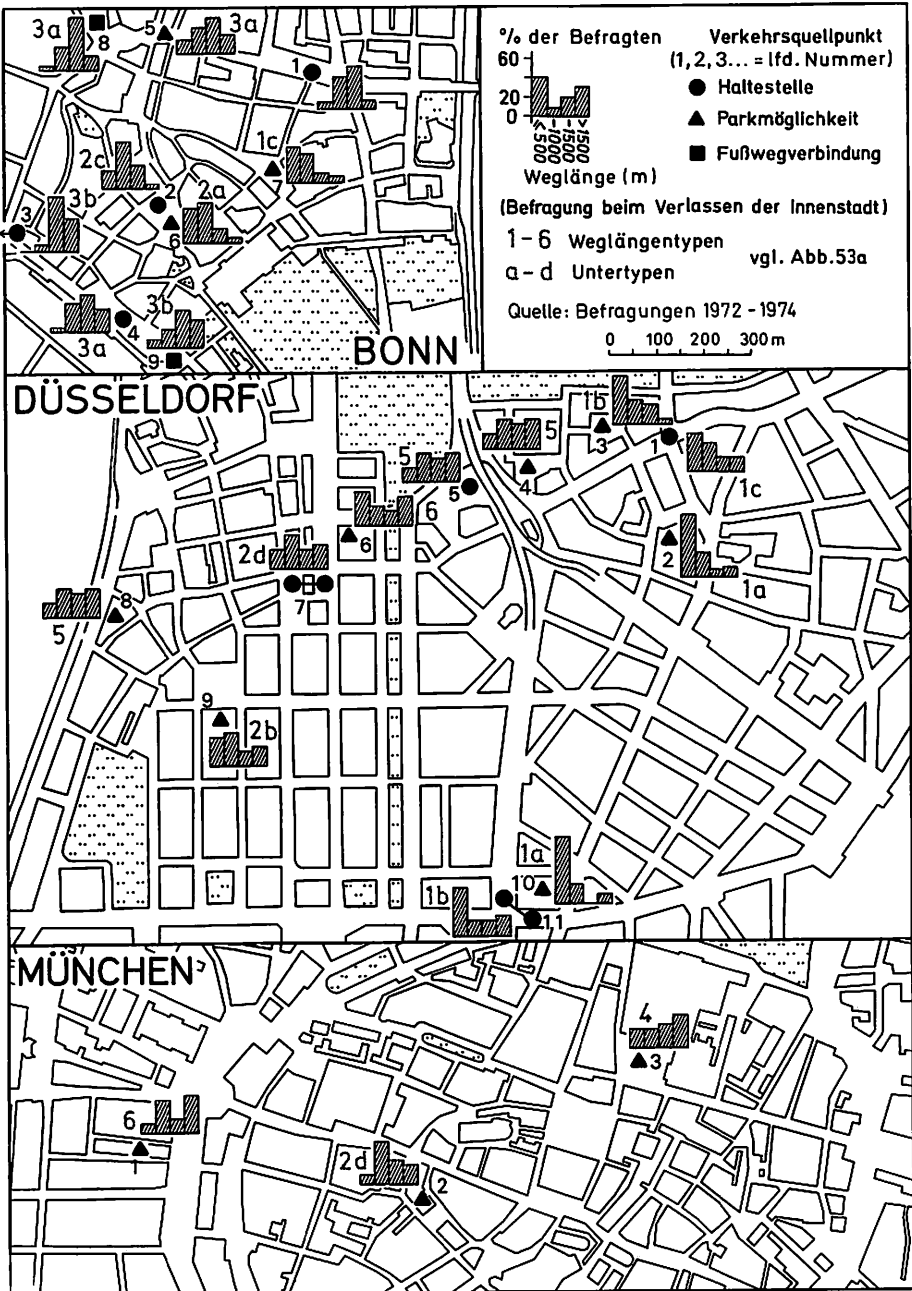 3a
8
5
3a
1
1c
7
2c
2
2a
6
3b
3
3a
4
3b
9
BONN
% der Befragten
60
20
0
≤ 500
1000
1500
> 1500
Weglänge (m)
Verkehrsquellpunkt
(1,2,3... = lfd. Nummer)
Haltestelle
Parkmöglichkeit
Fußwegverbindung
(Befragung beim Verlassen der Innenstadt)
1-6 Weglängentypen
a-d Untertypen
vgl. Abb.53a
Quelle: Befragungen 1972 - 1974
0 100 200 300 m
DÜSSELDORF
1b
3
1
1c
5
4
5
5
6
6
2
1a
2d
7
8
5
9
2b
1a
10
1b
11
MÜNCHEN
4
3
6
1
2d
2